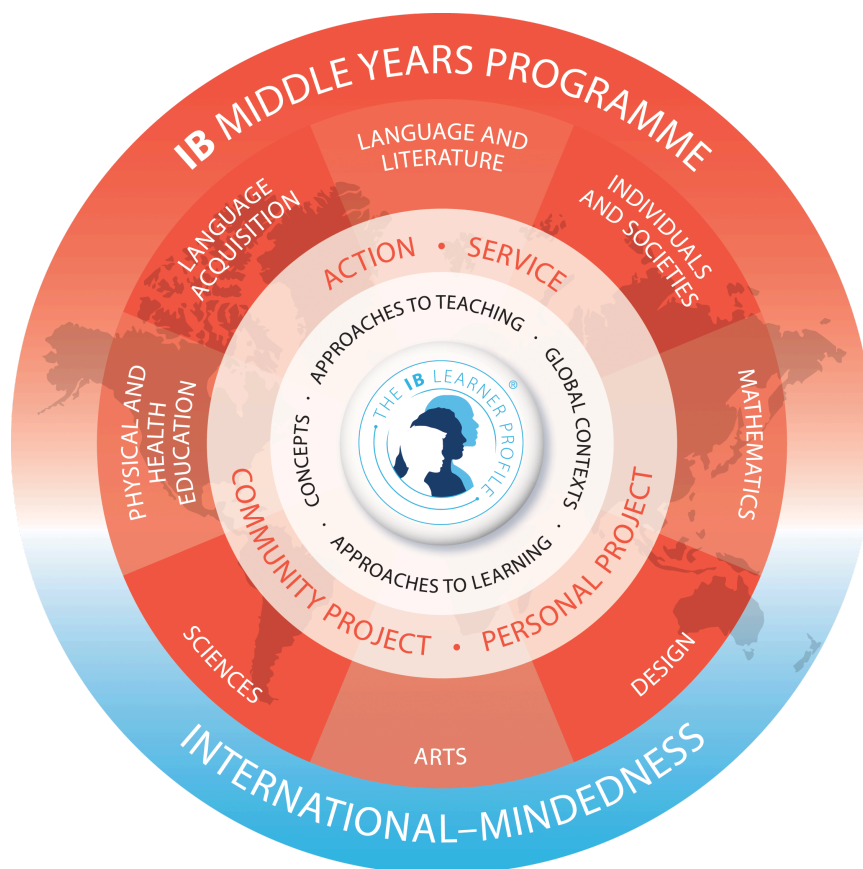 IB MIDDLE YEARS PROGRAMME
LANGUAGE AND
LITERATURE
INDIVIDUALS
AND SOCIETIES
MATHEMATICS
DESIGN
ARTS
SCIENCES
PHYSICAL AND
HEALTH
EDUCATION
LANGUAGE
ACQUISITION
ACTION • SERVICE
PERSONAL PROJECT
•
COMMUNITY PROJECT
APPROACHES TO TEACHING · GLOBAL CONTEXTS ·
APPROACHES TO LEARNING · CONCEPTS ·
• THE IB LEARNER PROFILE •
®
INTERNATIONAL–MINDEDNESS